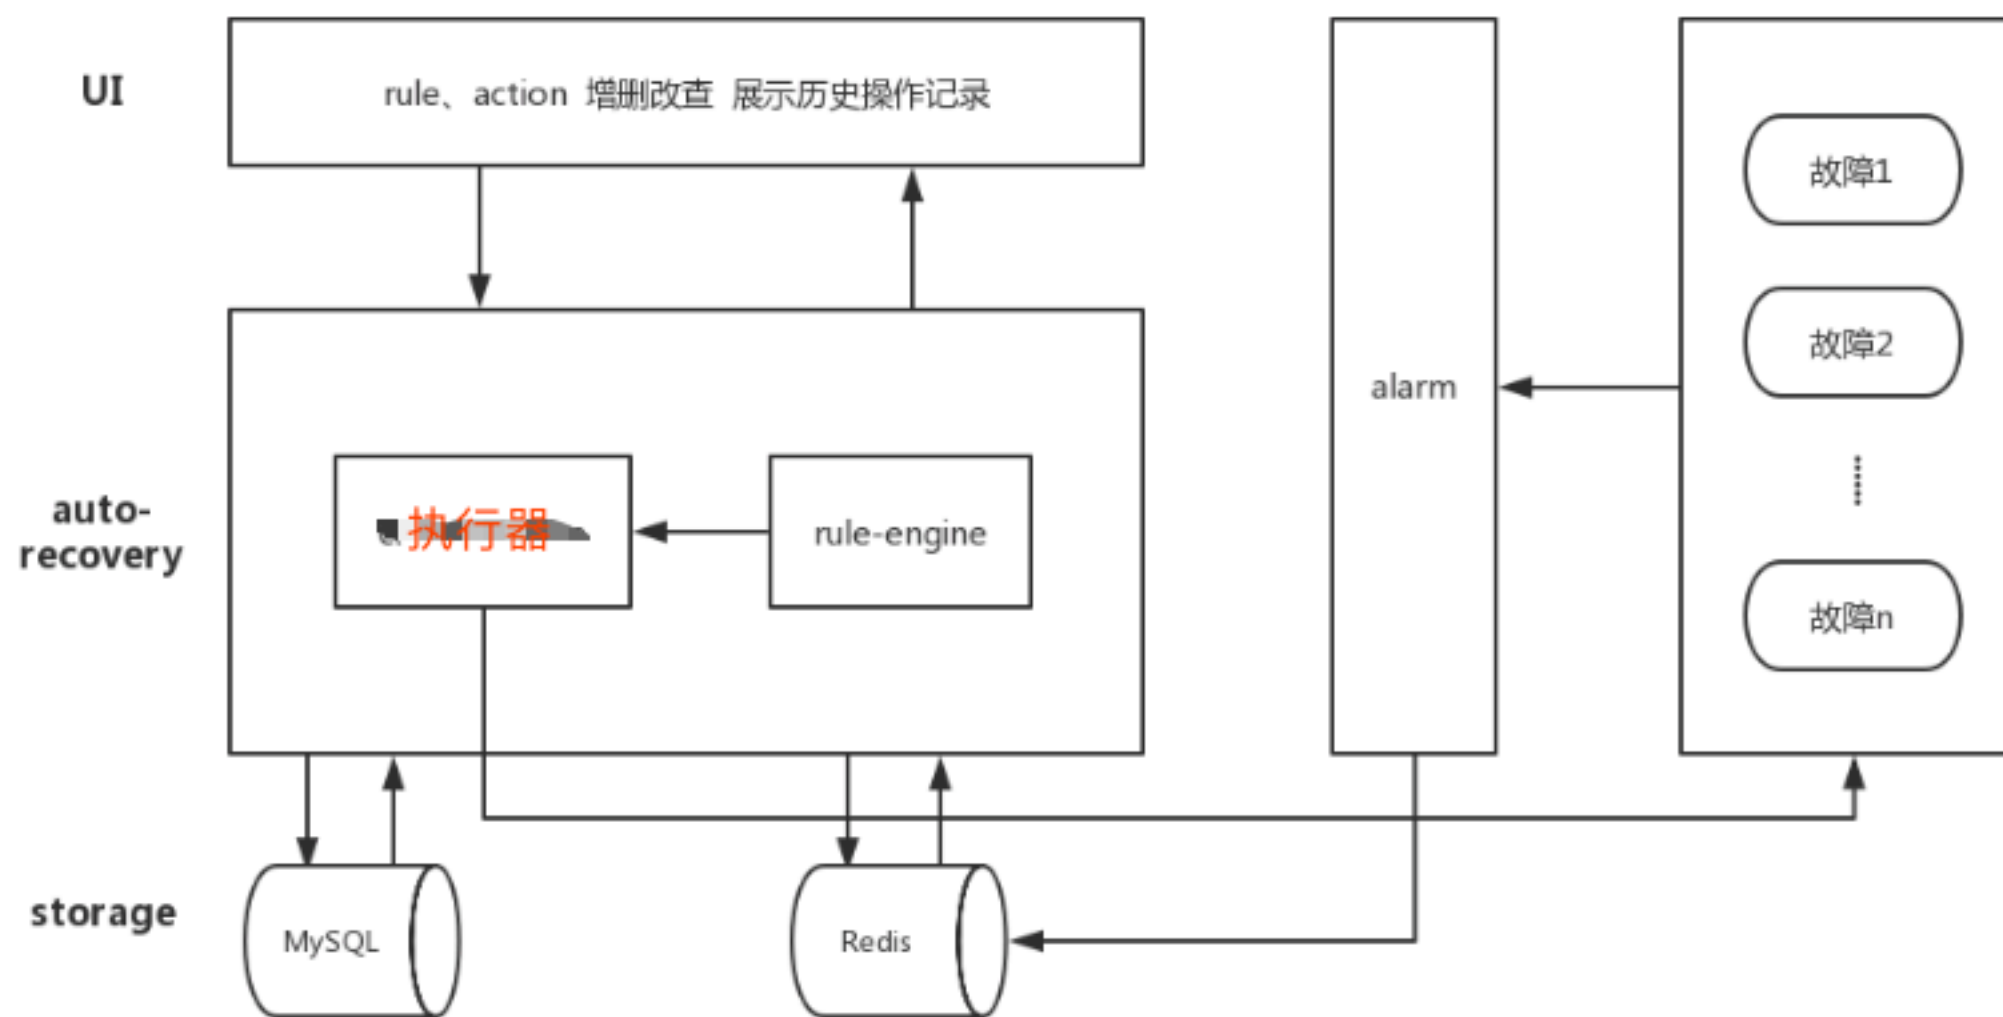 UI
rule、action 增删改查 展示历史操作记录
故障1
故障2
alarm
auto-
recovery
执行器
rule-engine
......
故障n
storage
MySQL
Redis